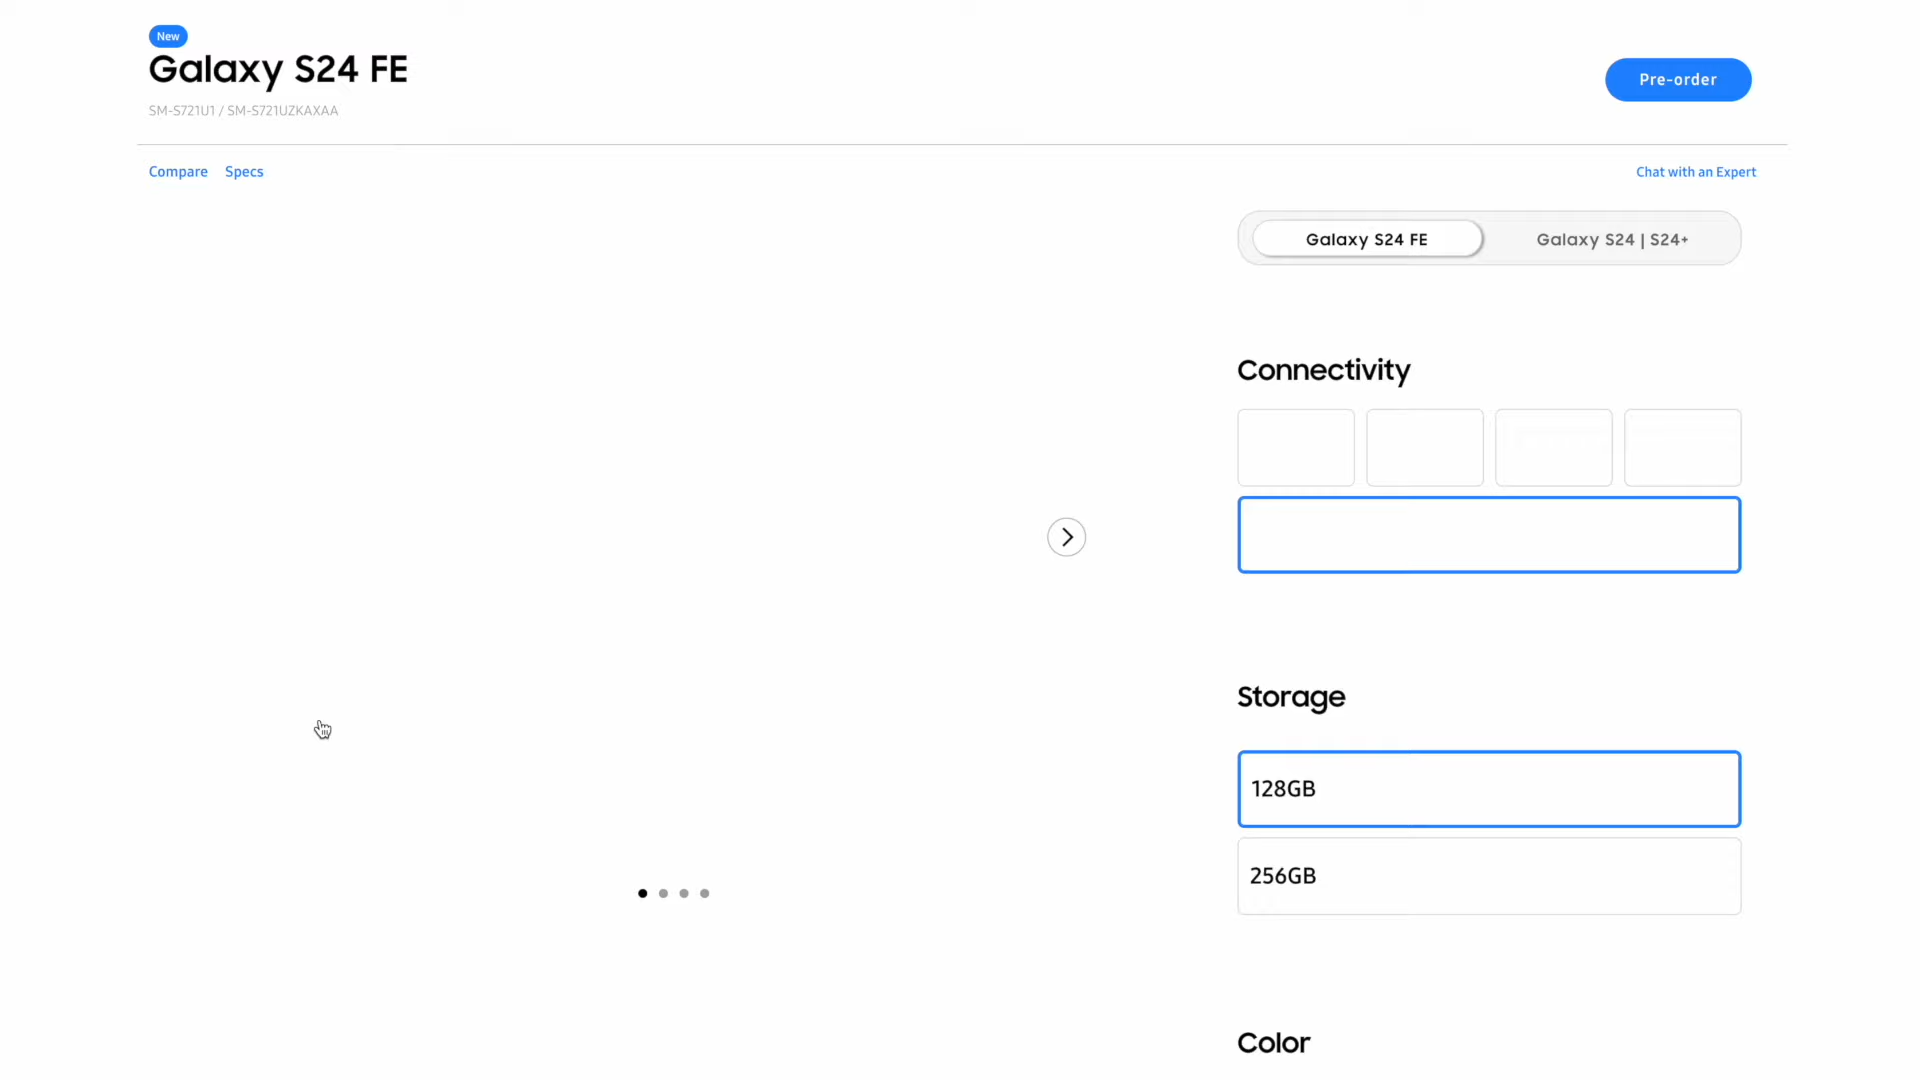 New
Galaxy S24 FE
SM-S721U1 / SM-S721UZKAXAA
Pre-order
Compare Specs
Chat with an Expert
Galaxy S24 FE
Galaxy S24 | S24+
Connectivity
Storage
128GB
256GB
Color